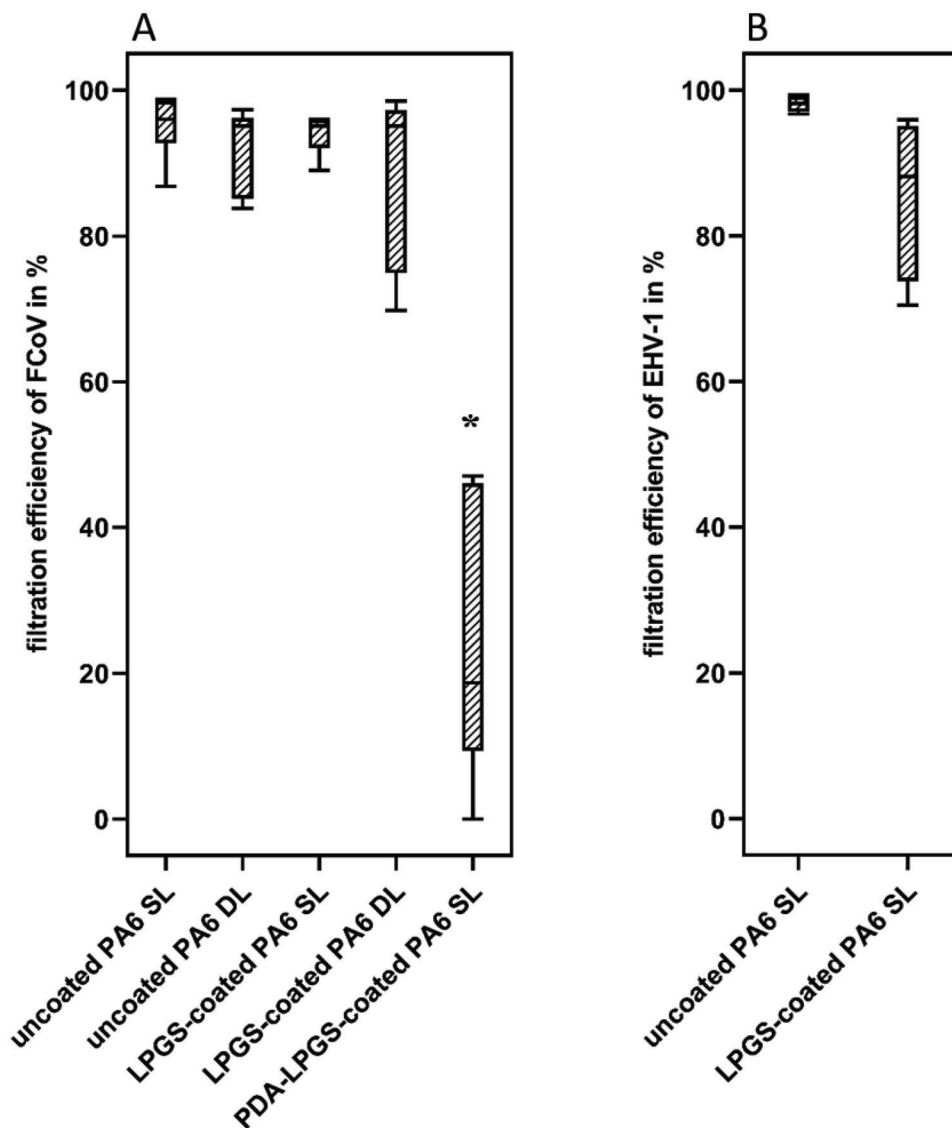 A
filtration efficiency of FCoV in %
100
80
60
40
20
0
*
uncoated PA6 SL
uncoated PA6 DL
LPGS-coated PA6 SL
LPGS-coated PA6 DL
PDA-LPGS-coated PA6 SL
B
filtration efficiency of EHV-1 in %
100
80
60
40
20
0
uncoated PA6 SL
LPGS-coated PA6 SL